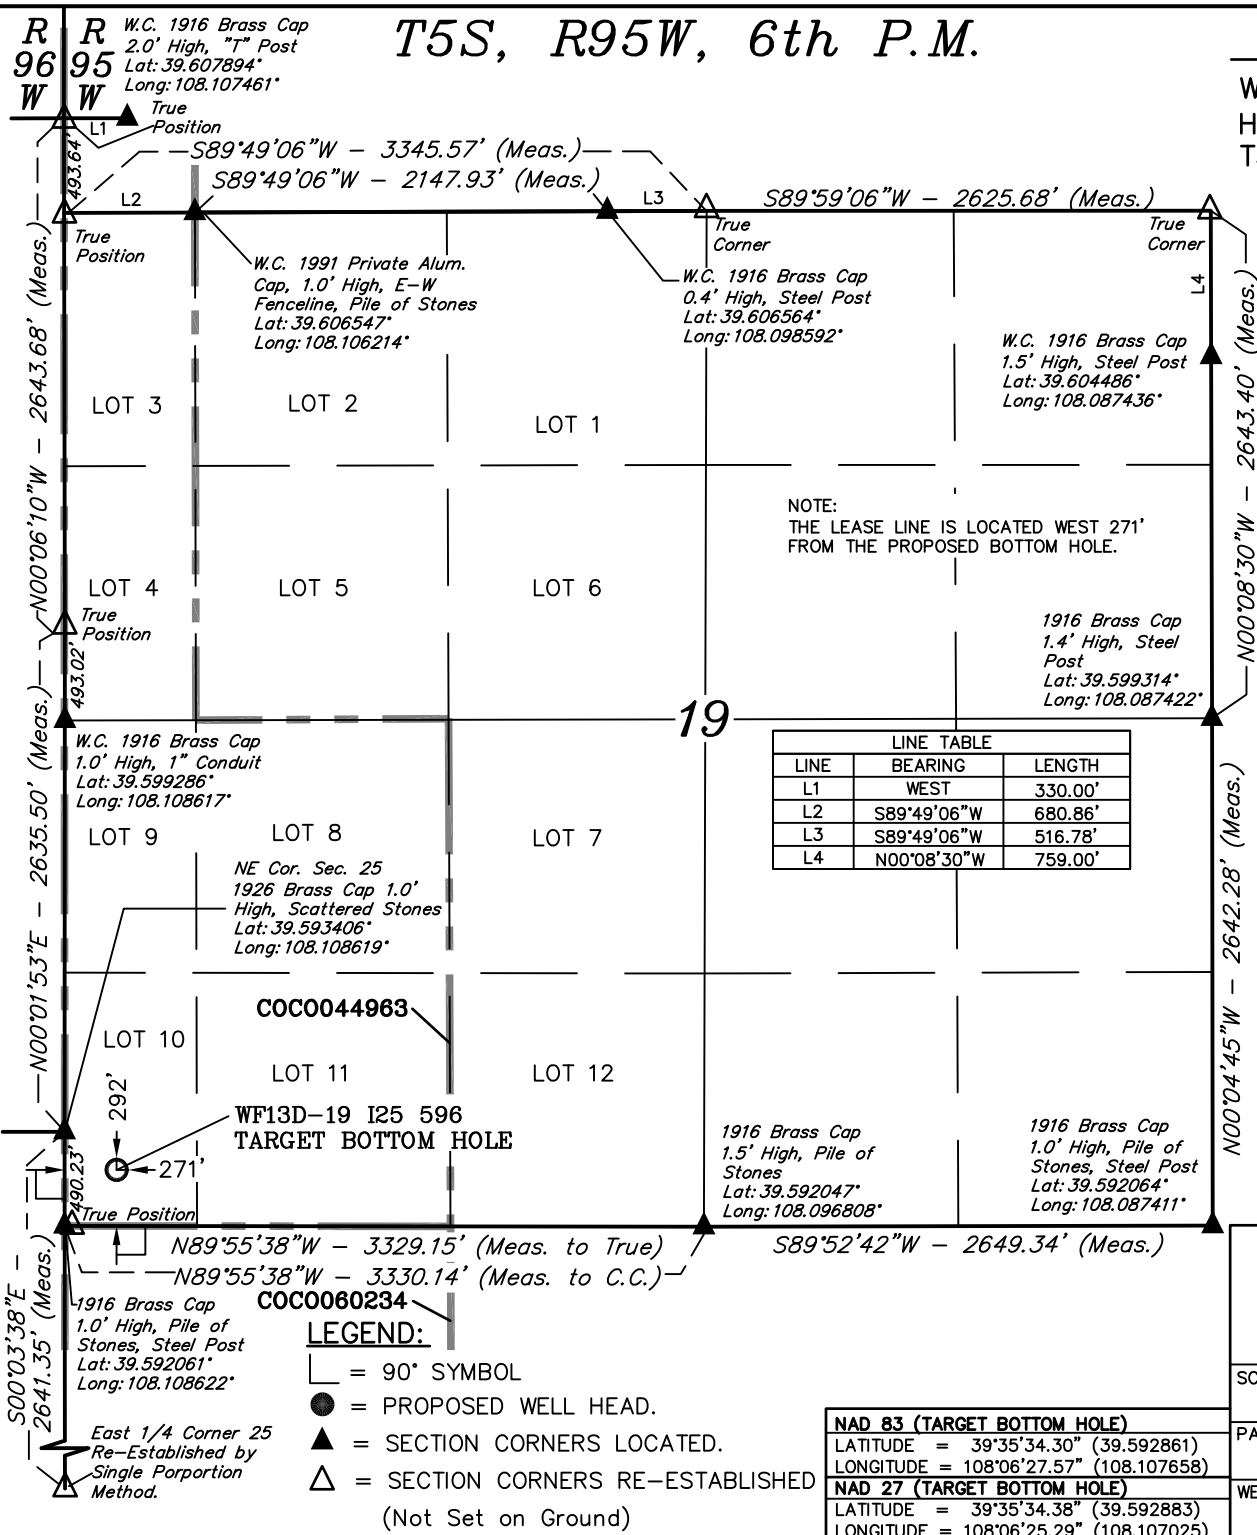 T5S, R95W, 6th P.M.
R R
96 95
W W
W.C. 1916 Brass Cap
2.0' High, "T" Post
Lat: 39.607894°
Long: 108.107461°
True
Position
L1
493.64'
S89°49'06"W - 3345.57' (Meas.)
S89°49'06"W - 2147.93' (Meas.)
L2
L3
S89°59'06"W - 2625.68' (Meas.)
True
Position
True
Corner
True
Corner
L4
W.C. 1991 Private Alum.
Cap, 1.0' High, E-W
Fenceline, Pile of Stones
Lat: 39.606547°
Long: 108.106214°
W.C. 1916 Brass Cap
0.4' High, Steel Post
Lat: 39.606564°
Long: 108.098592°
W.C. 1916 Brass Cap
1.5' High, Steel Post
Lat: 39.604486°
Long: 108.087436°
N00°06'10"W - 2643.68' (Meas.)
N00°08'30"W - 2643.40' (Meas.)
LOT 3
LOT 2
LOT 1
NOTE:
THE LEASE LINE IS LOCATED WEST 271'
FROM THE PROPOSED BOTTOM HOLE.
LOT 4
LOT 5
LOT 6
True
Position
493.02'
1916 Brass Cap
1.4' High, Steel
Post
Lat: 39.599314°
Long: 108.087422°
19
W.C. 1916 Brass Cap
1.0' High, 1" Conduit
Lat: 39.599286°
Long: 108.108617°
LINE TABLE
LINE BEARING LENGTH
L1 WEST 330.00'
L2 S89°49'06"W 680.86'
L3 S89°49'06"W 516.78'
L4 N00°08'30"W 759.00'
N00°01'53"E - 2635.50' (Meas.)
N00°04'45"W - 2642.28' (Meas.)
LOT 9
LOT 8
LOT 7
NE Cor. Sec. 25
1926 Brass Cap 1.0'
High, Scattered Stones
Lat: 39.593406°
Long: 108.108619°
COC0044963
LOT 10
LOT 11
LOT 12
292'
WF13D-19 I25 596
TARGET BOTTOM HOLE
271'
490.23'
True Position
1916 Brass Cap
1.5' High, Pile of
Stones
Lat: 39.592047°
Long: 108.096808°
1916 Brass Cap
1.0' High, Pile of
Stones, Steel Post
Lat: 39.592064°
Long: 108.087411°
N89°55'38"W - 3329.15' (Meas. to True)
N89°55'38"W - 3330.14' (Meas. to C.C.)
S89°52'42"W - 2649.34' (Meas.)
S00°03'38"E -
2641.35' (Meas.)
1916 Brass Cap
1.0' High, Pile of
Stones, Steel Post
Lat: 39.592061°
Long: 108.108622°
COC0060234
East 1/4 Corner 25
Re-Established by
Single Porportion
Method.
LEGEND:
= 90° SYMBOL
= PROPOSED WELL HEAD.
= SECTION CORNERS LOCATED.
= SECTION CORNERS RE-ESTABLISHED
(Not Set on Ground)
NAD 83 (TARGET BOTTOM HOLE)
LATITUDE = 39°35'34.30" (39.592861)
LONGITUDE = 108°06'27.57" (108.107658)
NAD 27 (TARGET BOTTOM HOLE)
LATITUDE = 39°35'34.38" (39.592883)
LONGITUDE = 108°06'25.29" (108.107025)